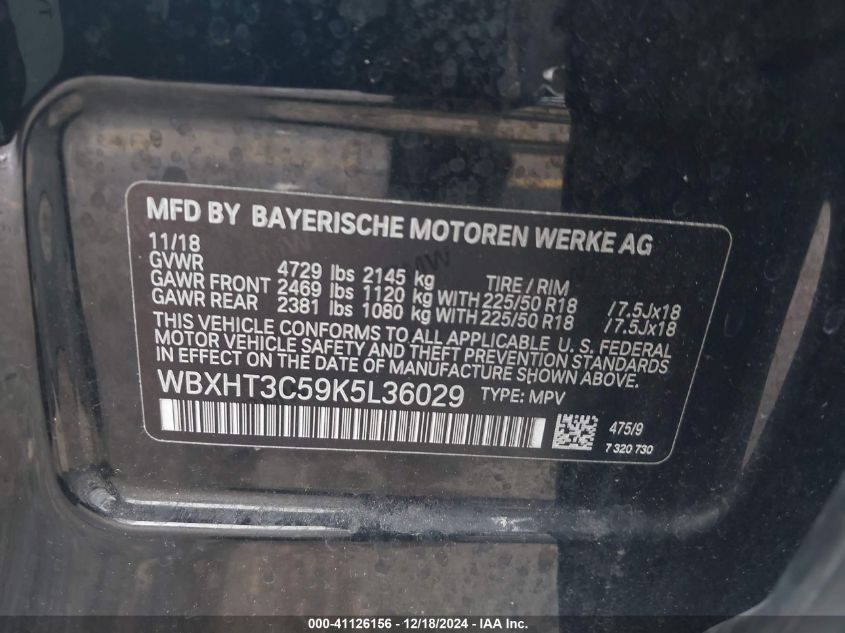 MFD BY BAYERISCHE MOTOREN WERKE AG
11/18
GVWR 4729 lbs 2145 kg TIRE / RIM
GAWR FRONT 2469 lbs 1120 kg WITH 225/50 R18 / 7.5Jx18
GAWR REAR 2381 lbs 1080 kg WITH 225/50 R18 / 7.5Jx18
THIS VEHICLE CONFORMS TO ALL APPLICABLE U. S. FEDERAL
MOTOR VEHICLE SAFETY AND THEFT PREVENTION STANDARDS
IN EFFECT ON THE DATE OF MANUFACTURE SHOWN ABOVE.
WBXHT3C59K5L36029 TYPE: MPV
475/9
7 320 730
000-41126156 - 12/18/2024 - IAA Inc.